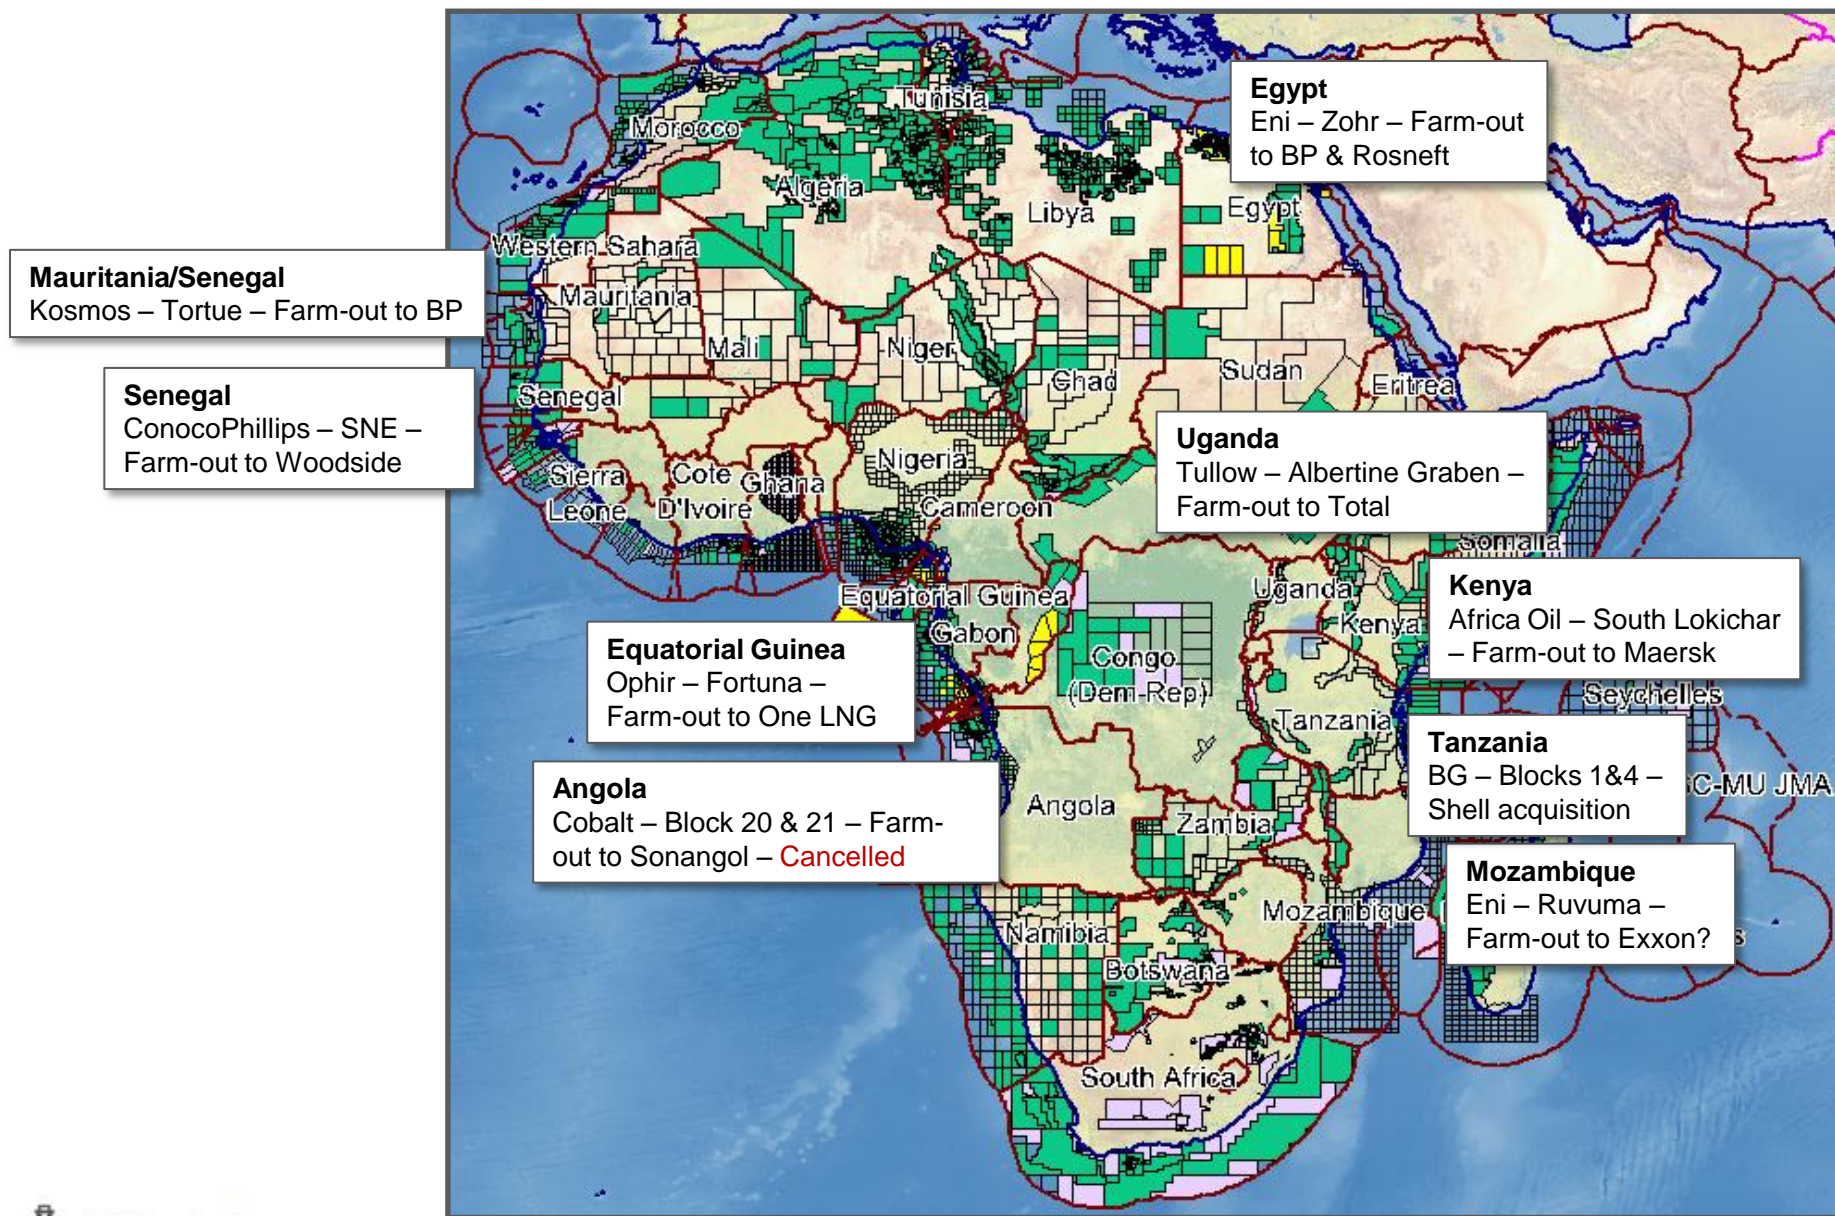 Egypt
Eni – Zohr – Farm-out
to BP & Rosneft
Mauritania/Senegal
Kosmos – Tortue – Farm-out to BP
Senegal
ConocoPhillips – SNE –
Farm-out to Woodside
Uganda
Tullow – Albertine Graben –
Farm-out to Total
Kenya
Africa Oil – South Lokichar
– Farm-out to Maersk
Equatorial Guinea
Ophir – Fortuna –
Farm-out to One LNG
Tanzania
BG – Blocks 1&4 –
Shell acquisition
Angola
Cobalt – Block 20 & 21 – Farm-
out to Sonangol – Cancelled
Mozambique
Eni – Ruvuma –
Farm-out to Exxon?
Tunisia
Morocco
Algeria
Libya
Egypt
Western Sahara
Mauritania
Mali
Niger
Chad
Sudan
Eritrea
Senegal
Sierra
Leone
Cote
D'Ivoire
Ghana
Nigeria
Cameroon
Somalia
Equatorial Guinea
Gabon
Congo
(Dem-Rep)
Uganda
Kenya
Seychelles
Tanzania
C-MU JMA
Angola
Zambia
Mozambique
Namibia
Botswana
South Africa